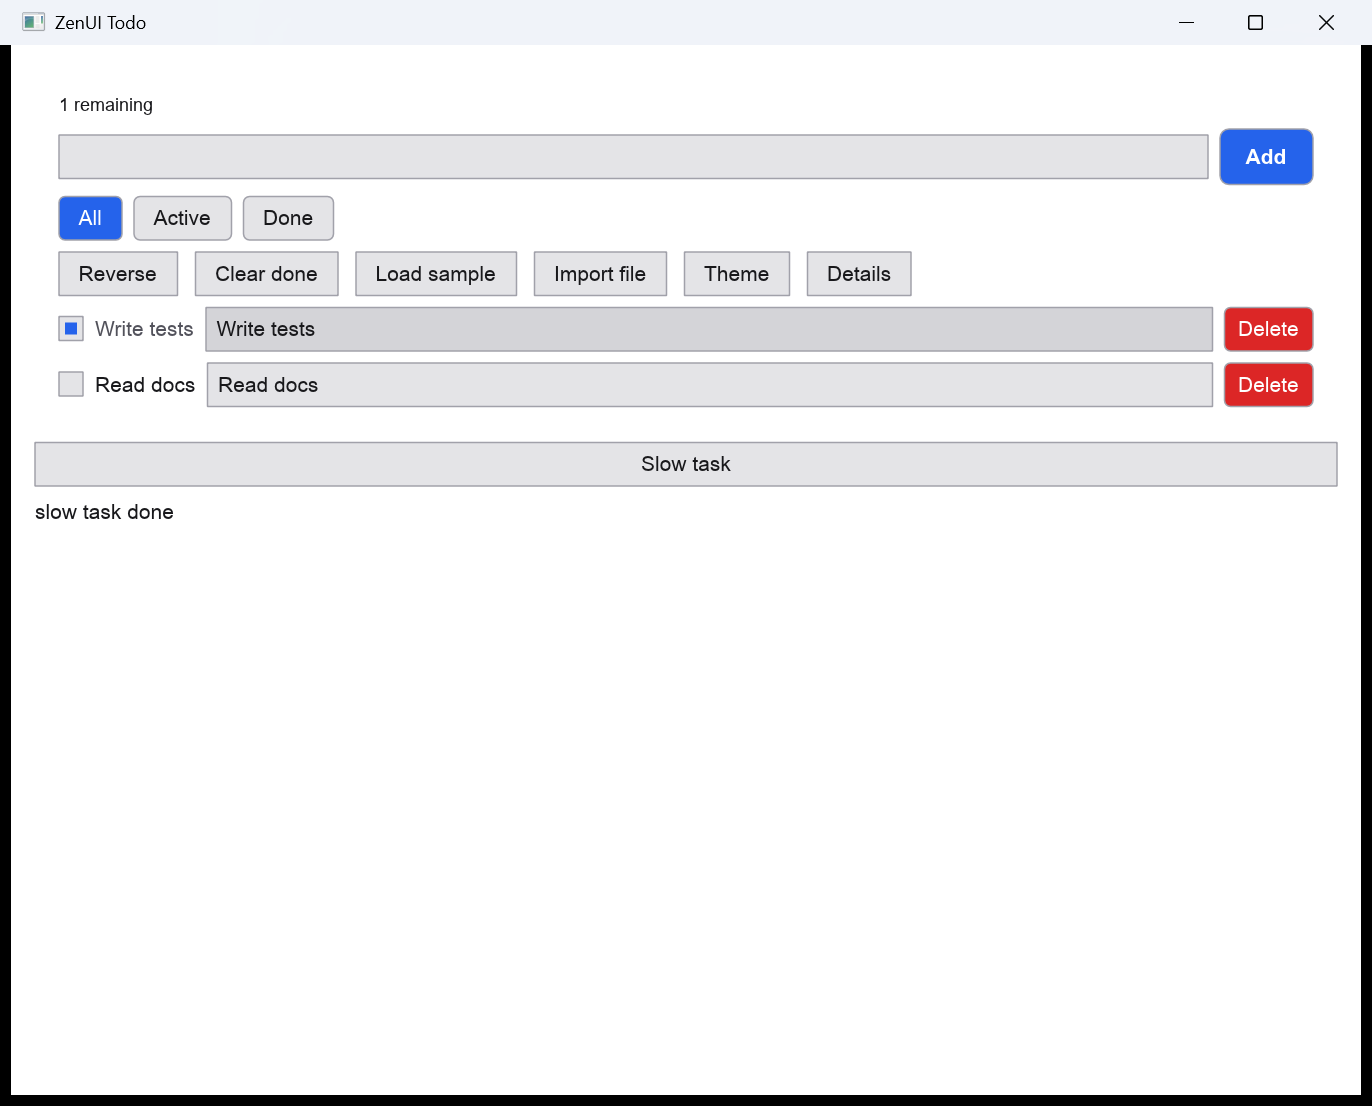 ZenUI Todo
1 remaining
Add
All Active Done
Reverse Clear done Load sample Import file Theme Details
Write tests Write tests Delete
Read docs Read docs Delete
Slow task
slow task done